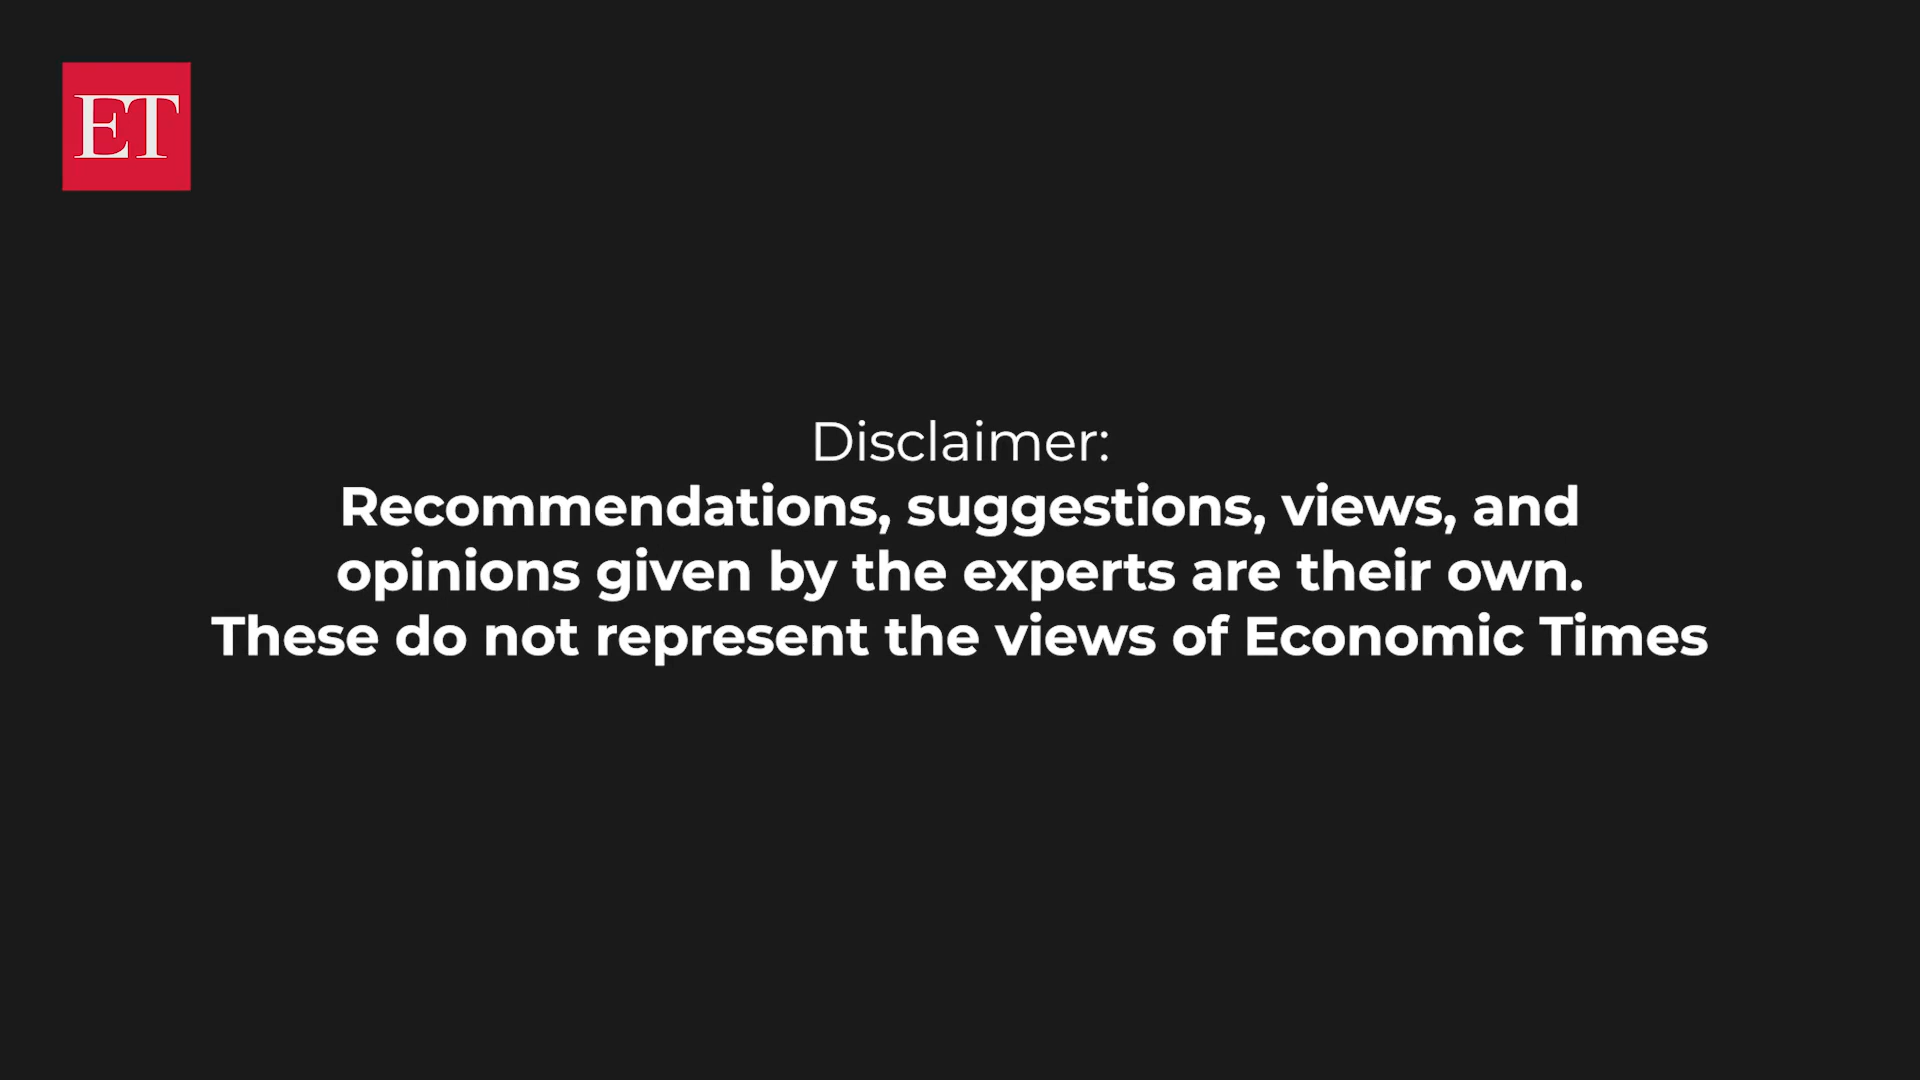 ET
Disclaimer:
Recommendations, suggestions, views, and
opinions given by the experts are their own.
These do not represent the views of Economic Times